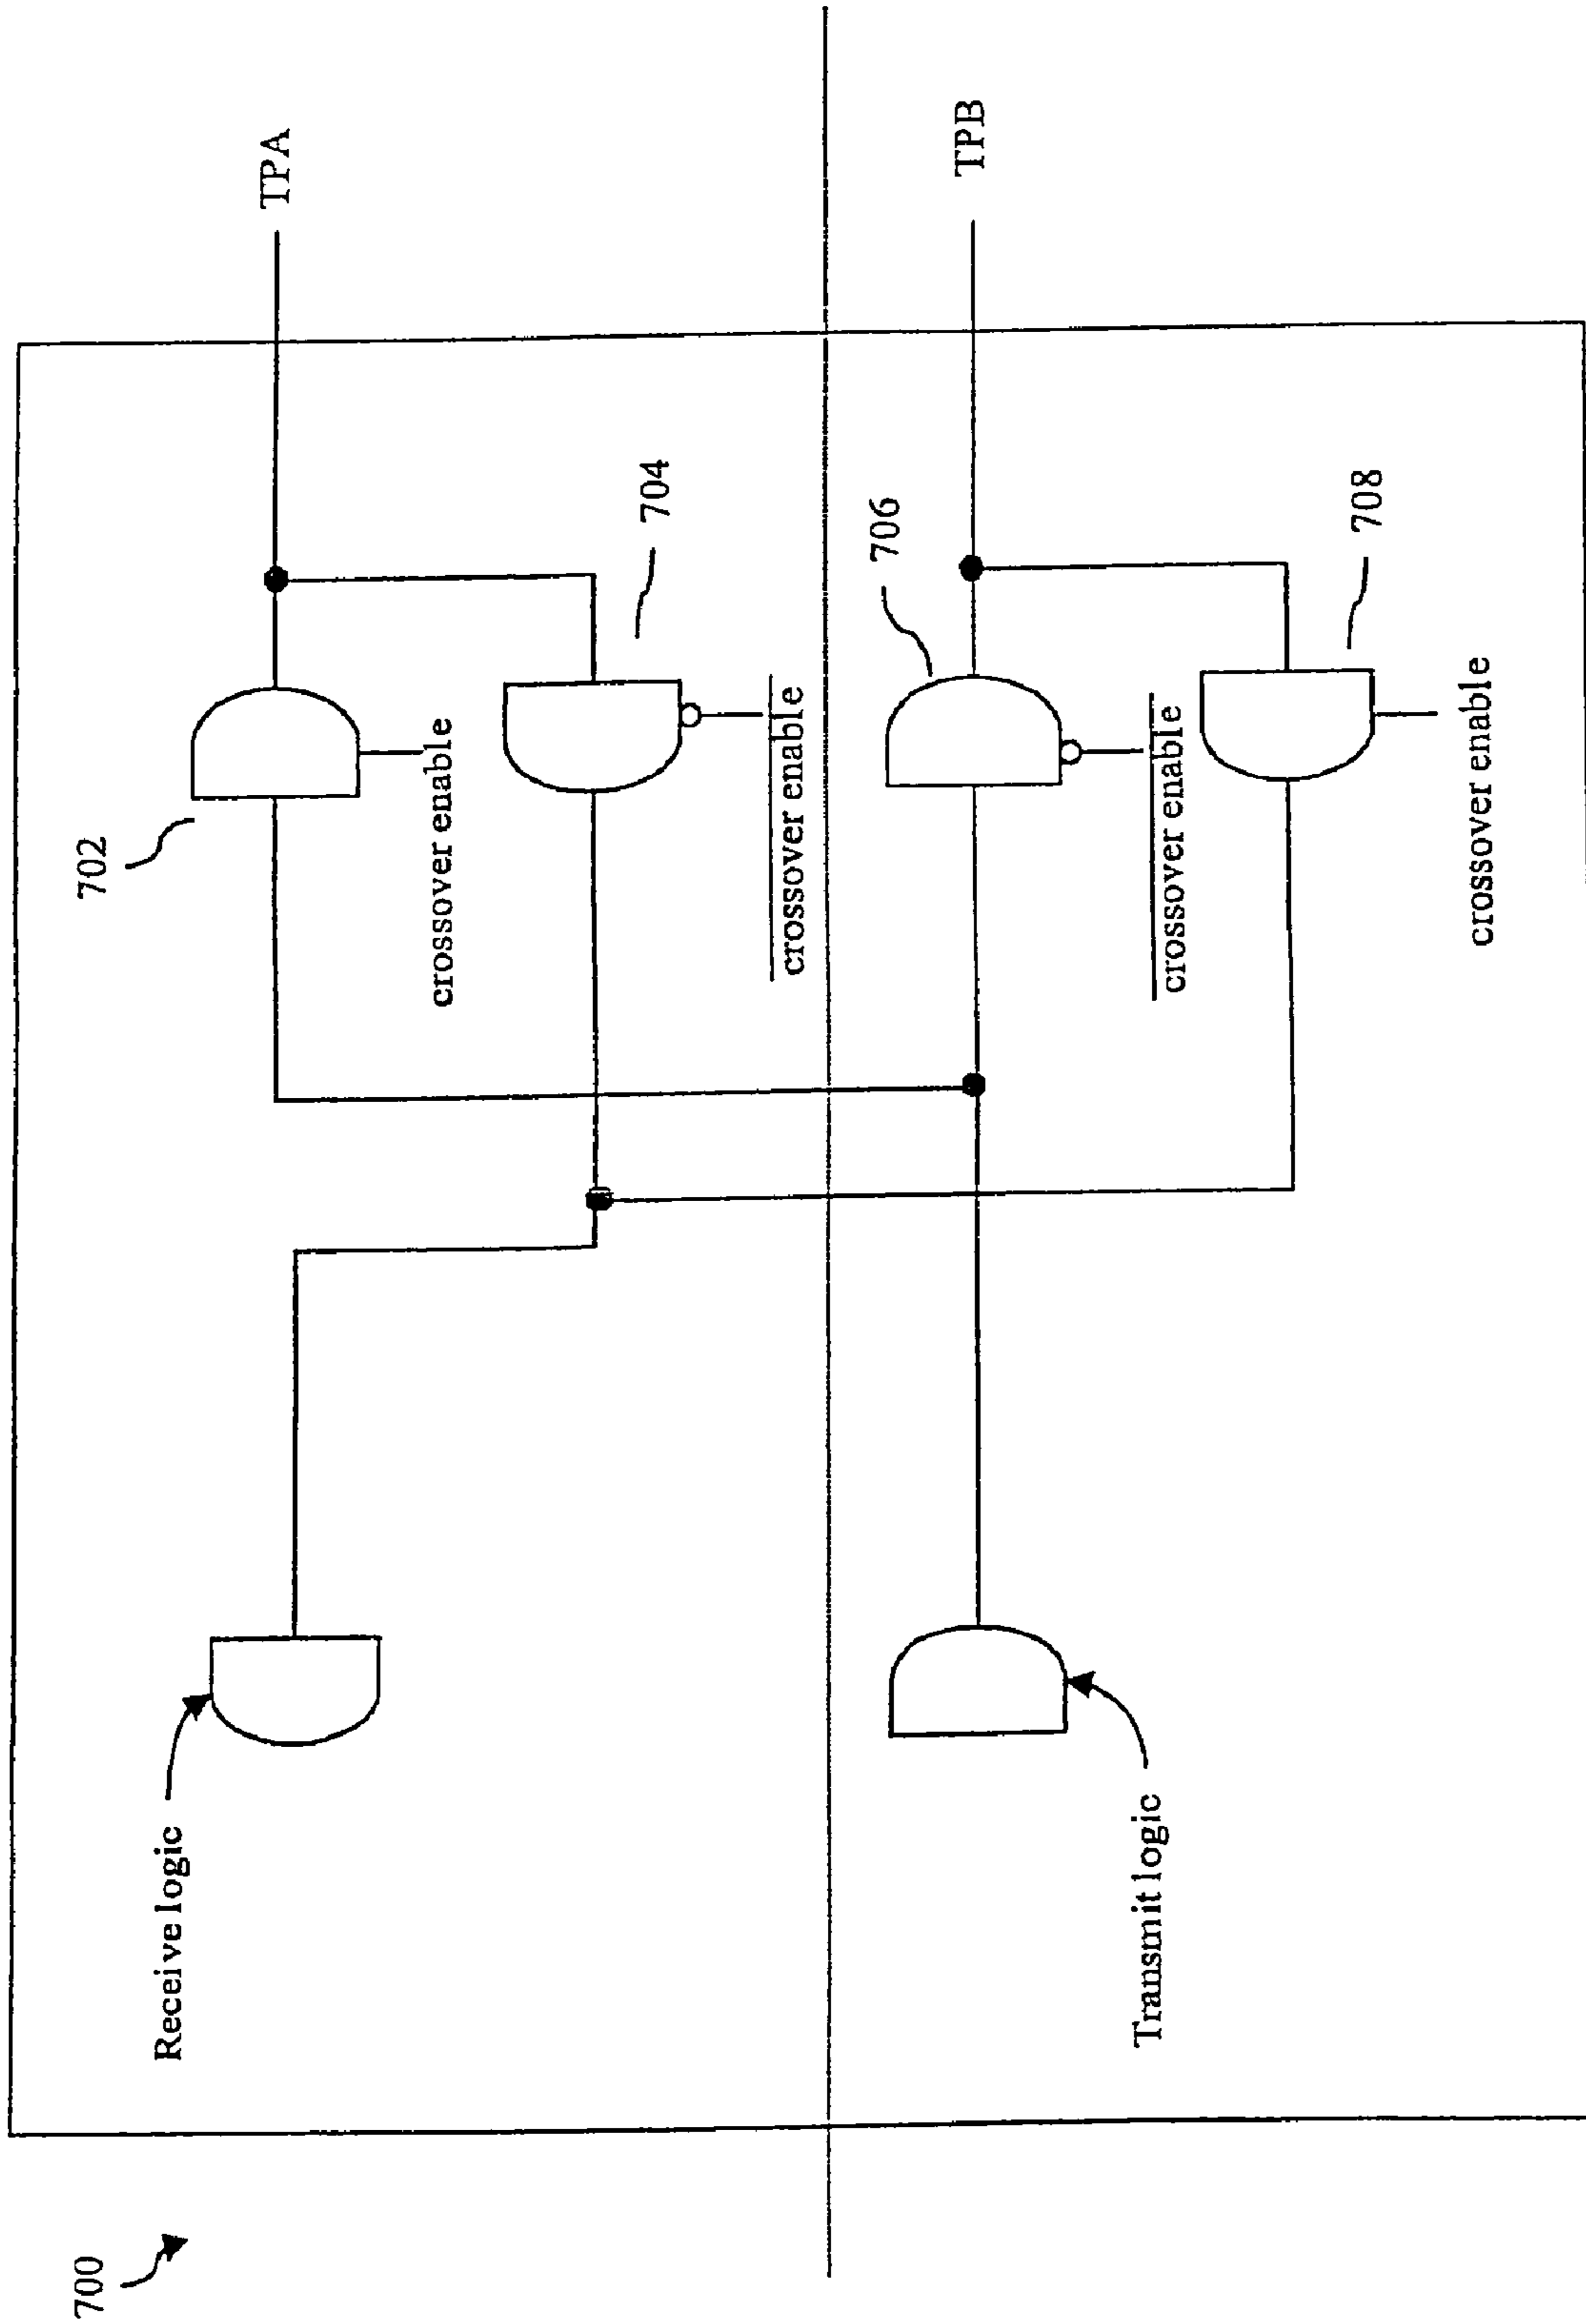 700
Receive logic
Transmit logic
702
crossover enable
704
crossover enable
706
crossover enable
708
crossover enable
TPA
TPB